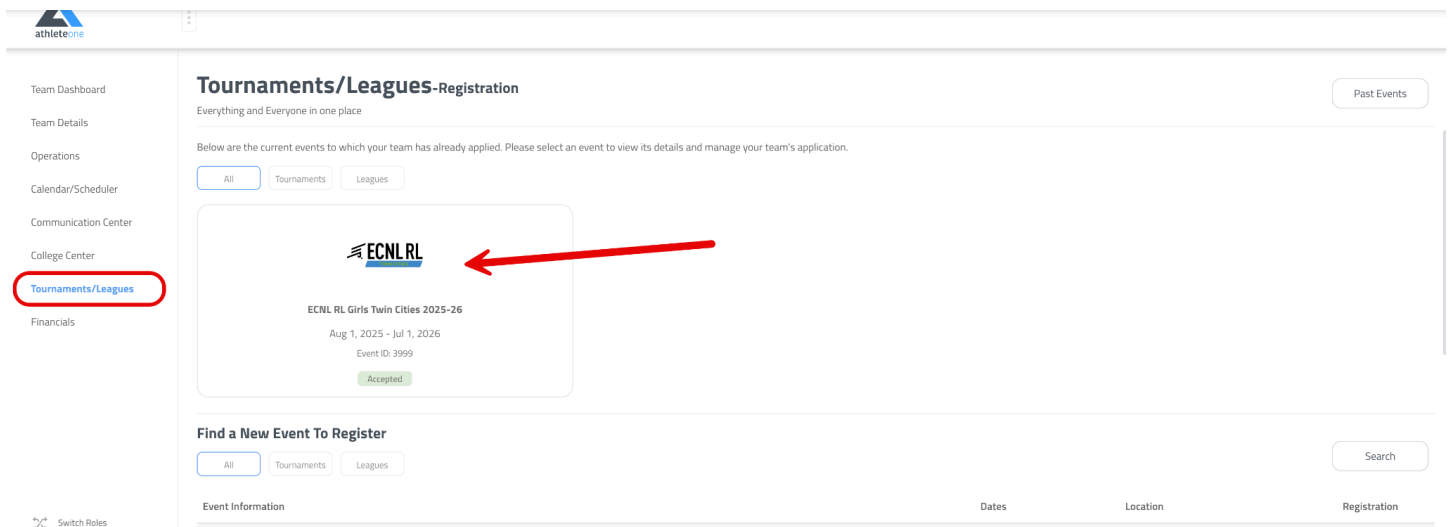 athleteone
Team Dashboard
Team Details
Operations
Calendar/Scheduler
Communication Center
College Center
Tournaments/Leagues
Financials
Switch Roles
Tournaments/Leagues-Registration
Past Events
Everything and Everyone in one place
Below are the current events to which your team has already applied. Please select an event to view its details and manage your team's application.
All Tournaments Leagues
ECNL RL
ECNL RL Girls Twin Cities 2025-26
Aug 1, 2025 - Jul 1, 2026
Event ID: 3999
Accepted
Find a New Event To Register
All Tournaments Leagues
Search
Event Information Dates Location Registration